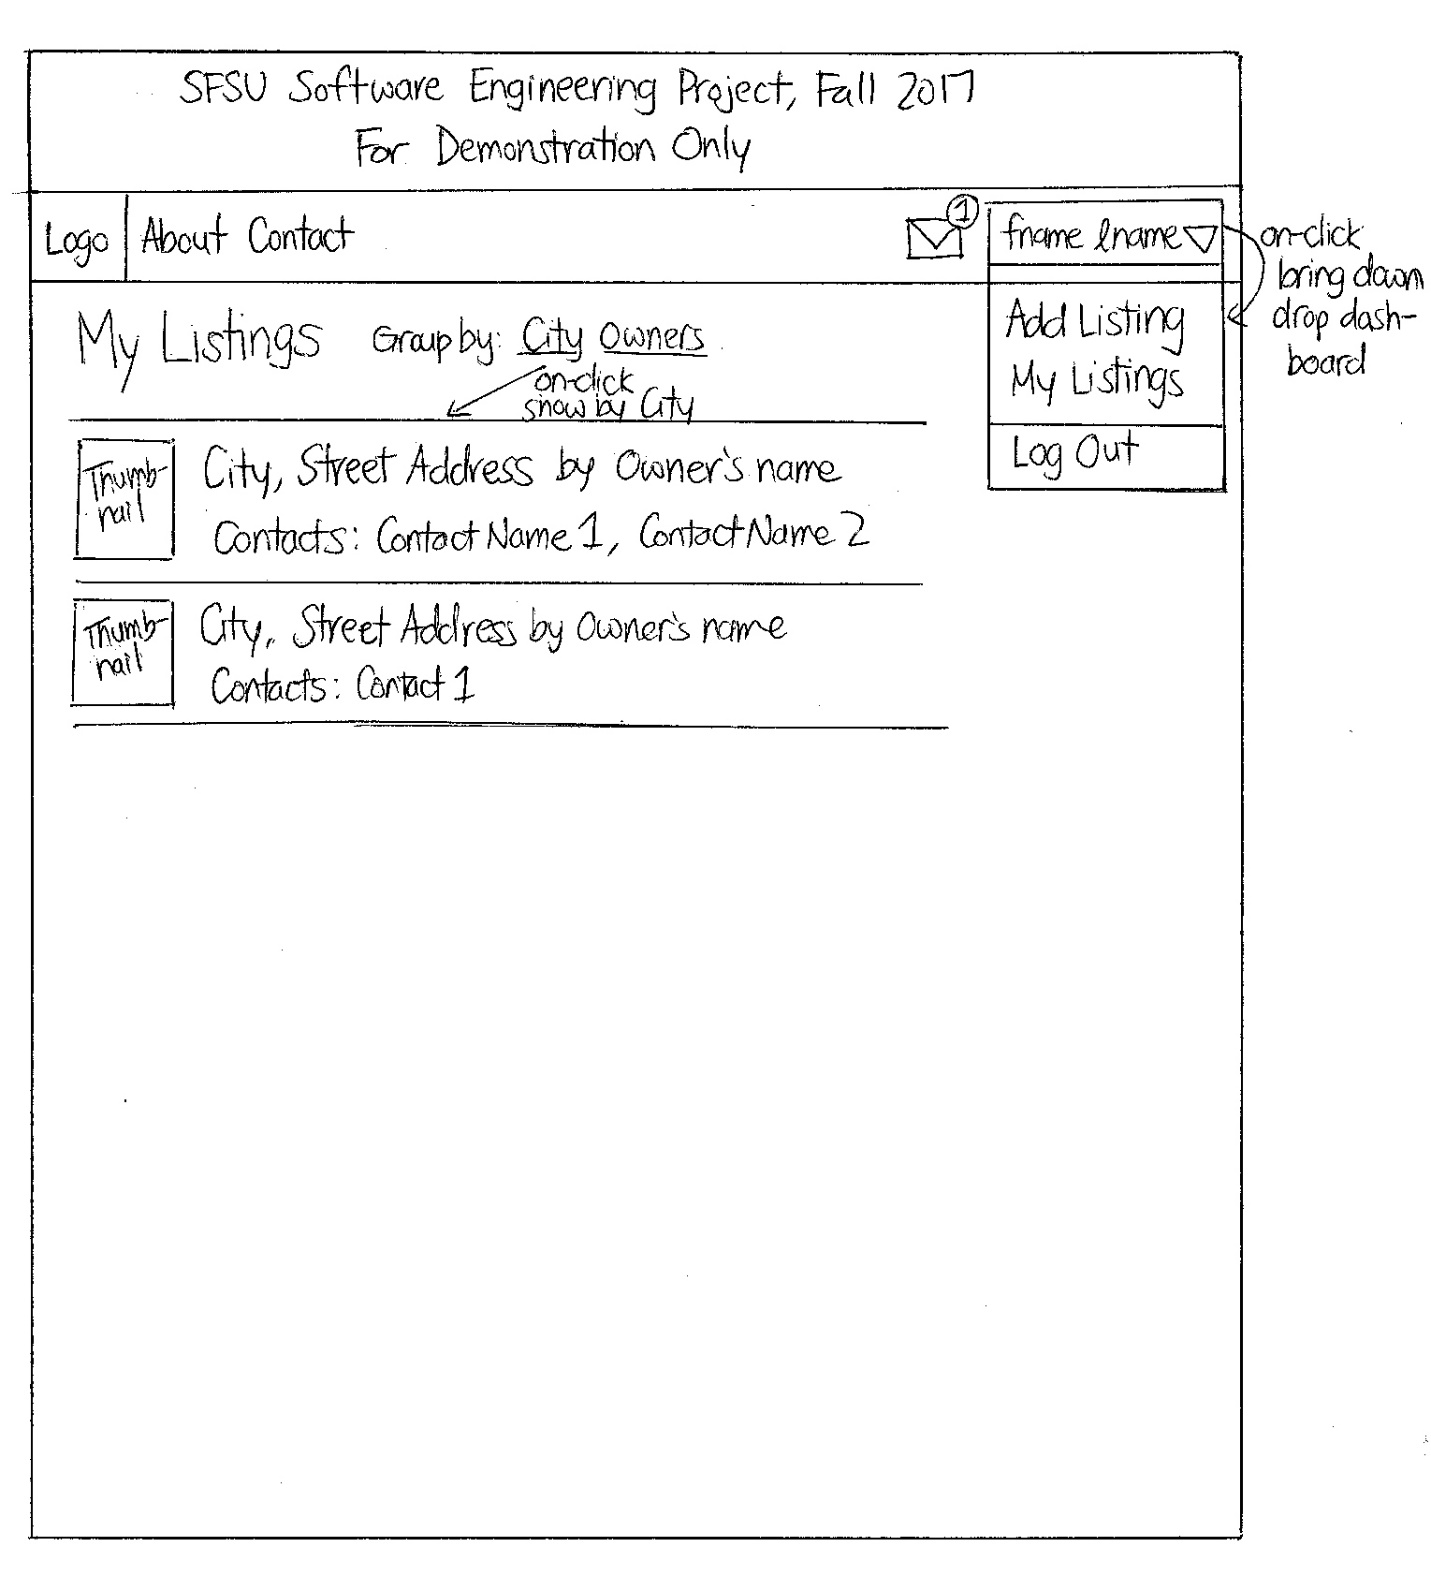 SFSU Software Engineering Project, Fall 2017
For Demonstration Only
Logo About Contact
1
fname lname
on-click
bring down
drop dash-
board
Add Listing
My Listings
Log Out
My Listings Group by: City Owners
on-click
show by City
Thumb-
nail
City, Street Address by Owner's name
Contacts: Contact Name 1, Contact Name 2
Thumb-
nail
City, Street Address by Owner's name
Contacts: Contact 1